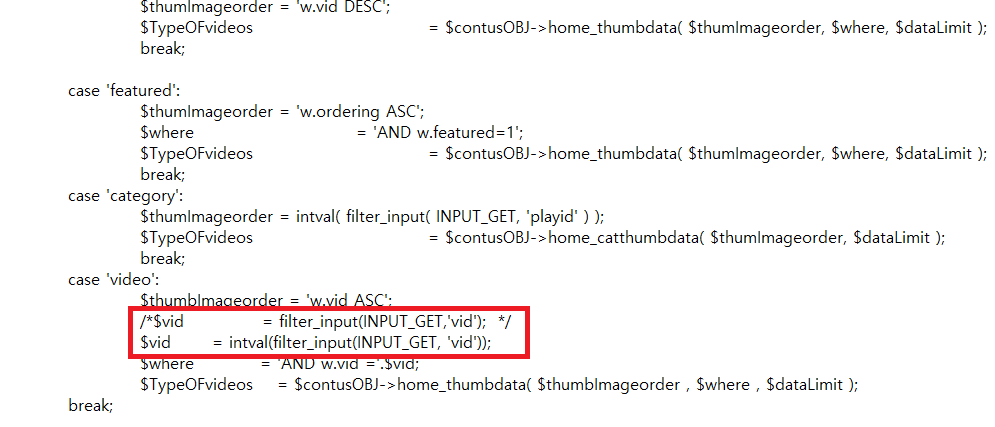 $thumImageorder = 'w.vid DESC';
$TypeOFvideos = $contusOBJ->home_thumbdata( $thumImageorder, $where, $dataLimit );
break;
case 'featured':
$thumImageorder = 'w.ordering ASC';
$where = 'AND w.featured=1';
$TypeOFvideos = $contusOBJ->home_thumbdata( $thumImageorder, $where, $dataLimit );
break;
case 'category':
$thumImageorder = intval( filter_input( INPUT_GET, 'playid' ) );
$TypeOFvideos = $contusOBJ->home_catthumbdata( $thumImageorder, $dataLimit );
break;
case 'video':
$thumbImageorder = 'w.vid ASC';
/*$vid = filter_input(INPUT_GET,'vid'); */
$vid = intval(filter_input(INPUT_GET, 'vid'));
$where = 'AND w.vid ='.$vid;
$TypeOFvideos = $contusOBJ->home_thumbdata( $thumbImageorder , $where , $dataLimit );
break;